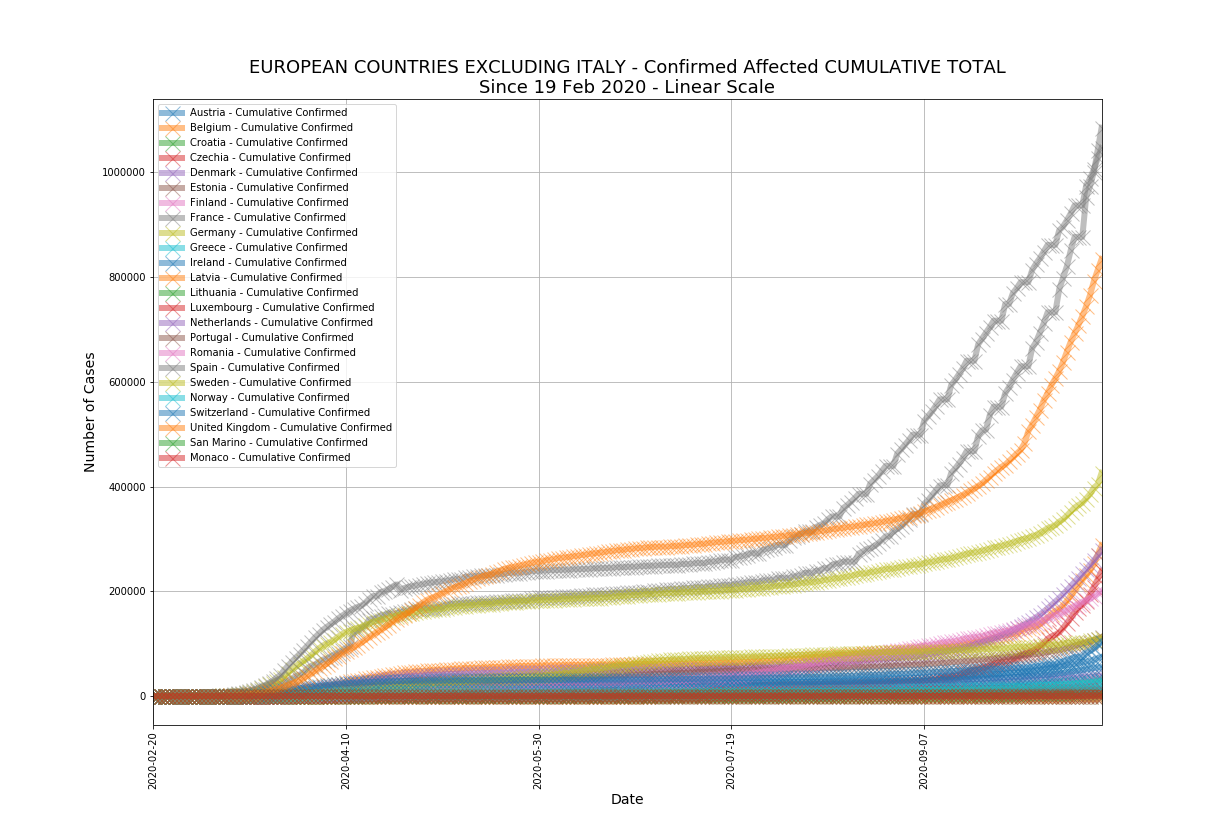 EUROPEAN COUNTRIES EXCLUDING ITALY - Confirmed Affected CUMULATIVE TOTAL
Since 19 Feb 2020 - Linear Scale
Austria - Cumulative Confirmed
Belgium - Cumulative Confirmed
Croatia - Cumulative Confirmed
Czechia - Cumulative Confirmed
Denmark - Cumulative Confirmed
Estonia - Cumulative Confirmed
Finland - Cumulative Confirmed
France - Cumulative Confirmed
Germany - Cumulative Confirmed
Greece - Cumulative Confirmed
Ireland - Cumulative Confirmed
Latvia - Cumulative Confirmed
Lithuania - Cumulative Confirmed
Luxembourg - Cumulative Confirmed
Netherlands - Cumulative Confirmed
Portugal - Cumulative Confirmed
Romania - Cumulative Confirmed
Spain - Cumulative Confirmed
Sweden - Cumulative Confirmed
Norway - Cumulative Confirmed
Switzerland - Cumulative Confirmed
United Kingdom - Cumulative Confirmed
San Marino - Cumulative Confirmed
Monaco - Cumulative Confirmed
1000000
800000
600000
400000
200000
0
Number of Cases
2020-02-20
2020-04-10
2020-05-30
2020-07-19
2020-09-07
Date